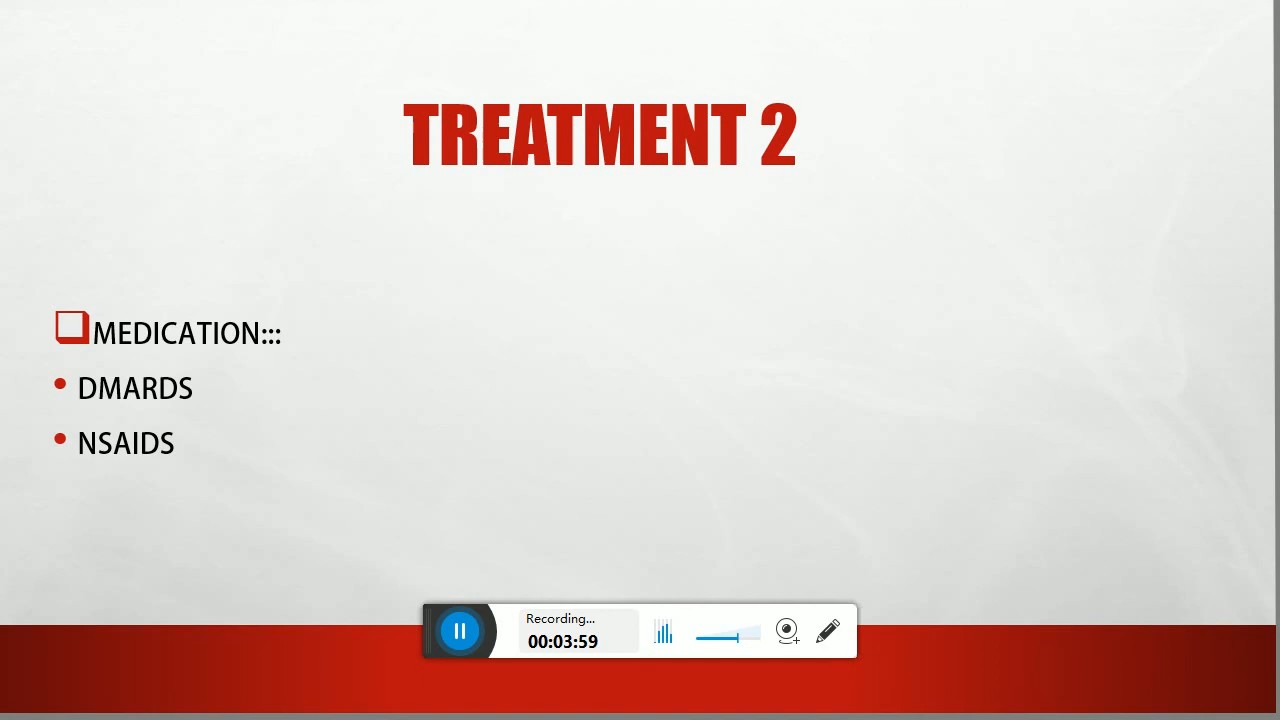 TREATMENT 2
MEDICATION:::
• DMARDS
• NSAIDS
Recording...
00:03:59